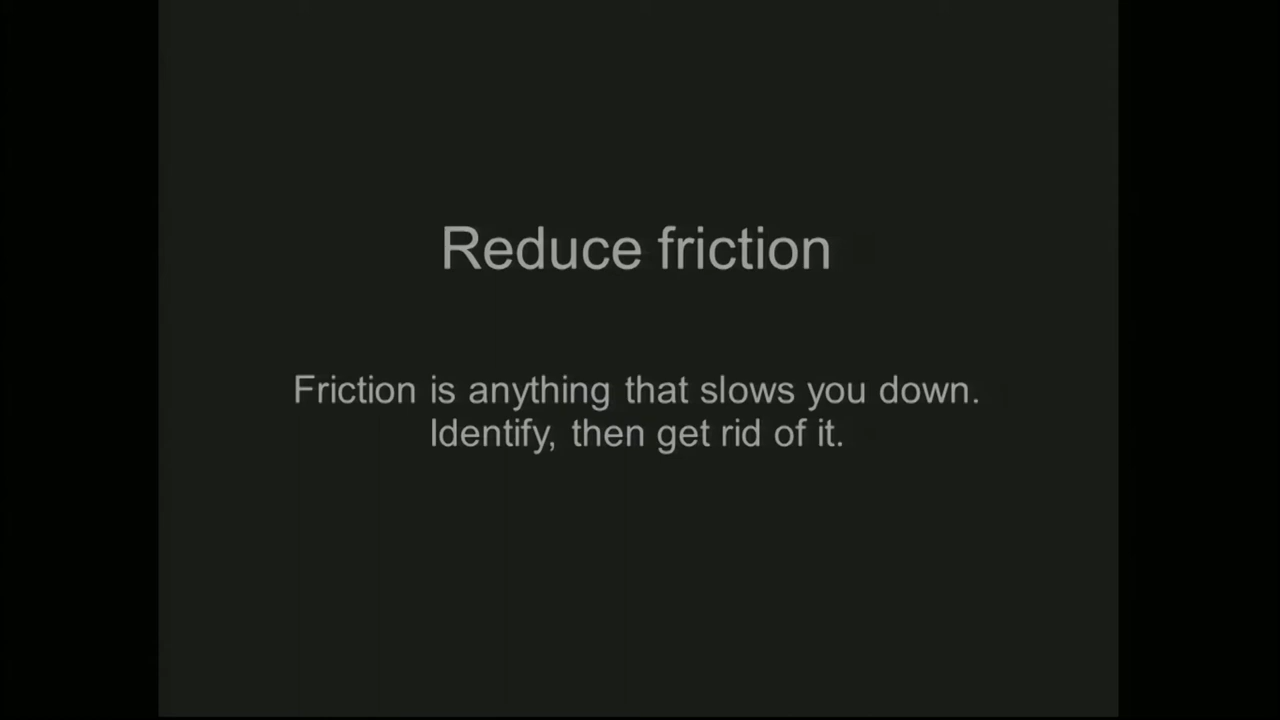 Reduce friction
Friction is anything that slows you down.
Identify, then get rid of it.